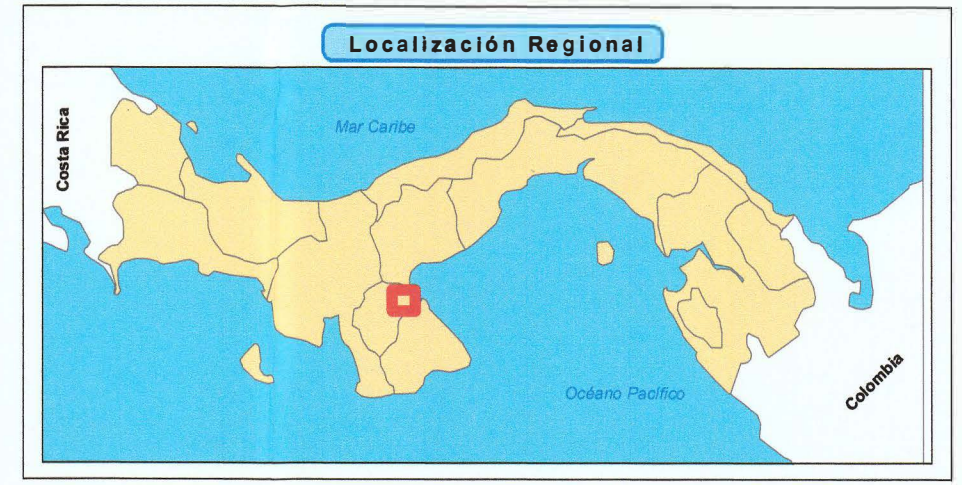 Localización Regional
Costa Rica
Mar Caribe
Océano Pacífico
Colombia